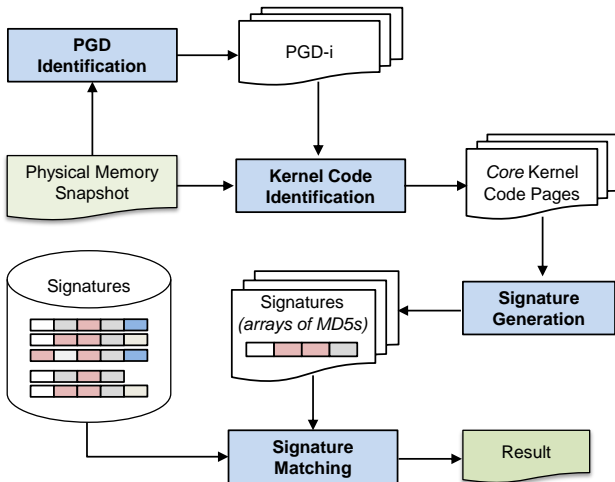 PGD
Identification
PGD-i
Physical Memory
Snapshot
Kernel Code
Identification
Core Kernel
Code Pages
Signatures
Signatures
(arrays of MD5s)
Signature
Generation
Signature
Matching
Result